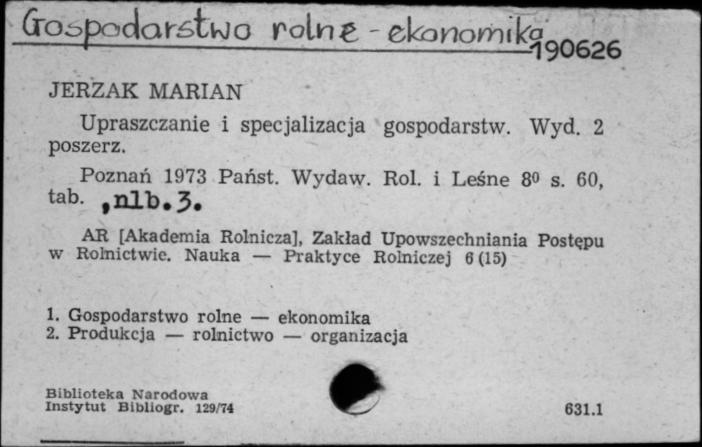 Gospodarstwo rolne - ekonomika
190626
JERZAK MARIAN
Upraszczanie i specjalizacja gospodarstw. Wyd. 2
poszerz.
Poznań 1973 Państ. Wydaw. Rol. i Leśne 8⁰ s. 60,
tab. , nlb. 3.
AR [Akademia Rolnicza], Zakład Upowszechniania Postępu
w Rolnictwie. Nauka — Praktyce Rolniczej 6 (15)
1. Gospodarstwo rolne — ekonomika
2. Produkcja — rolnictwo — organizacja
Biblioteka Narodowa
Instytut Bibliogr. 129/74
631.1